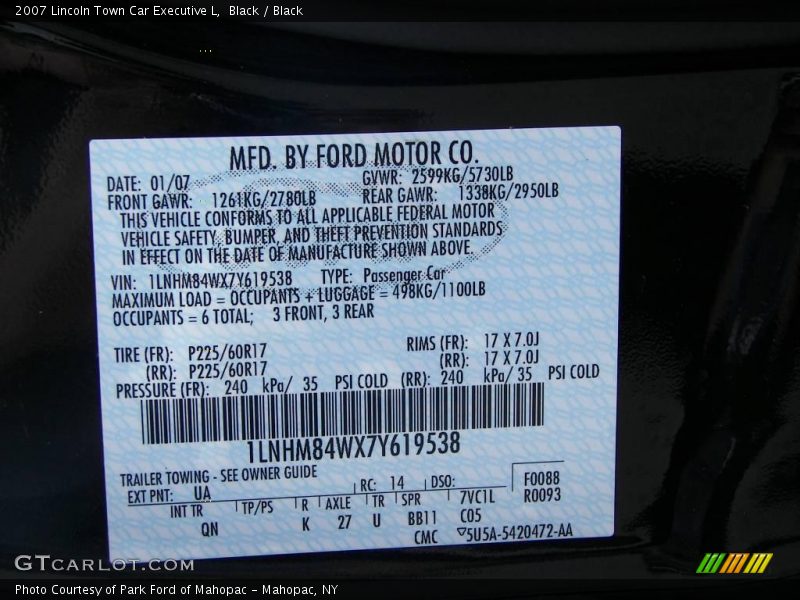 2007 Lincoln Town Car Executive L, Black / Black
MFD. BY FORD MOTOR CO.
DATE: 01/07 GVWR: 2599KG/5730LB
FRONT GAWR: 1261KG/2780LB REAR GAWR: 1338KG/2950LB
THIS VEHICLE CONFORMS TO ALL APPLICABLE FEDERAL MOTOR
VEHICLE SAFETY, BUMPER, AND THEFT PREVENTION STANDARDS
IN EFFECT ON THE DATE OF MANUFACTURE SHOWN ABOVE.
VIN: 1LNHM84WX7Y619538 TYPE: Passenger Car
MAXIMUM LOAD = OCCUPANTS + LUGGAGE = 498KG/1100LB
OCCUPANTS = 6 TOTAL; 3 FRONT, 3 REAR
TIRE (FR): P225/60R17 RIMS (FR): 17 X 7.0J
(RR): P225/60R17 (RR): 17 X 7.0J
PRESSURE (FR): 240 kPa/ 35 PSI COLD (RR): 240 kPa/ 35 PSI COLD
1LNHM84WX7Y619538
TRAILER TOWING - SEE OWNER GUIDE
EXT PNT: UA RC: 14 DSO: F0088
INT TR TP/PS R AXLE TR SPR 7VC1L R0093
QN K 27 U BB11 C05
CMC 5U5A-5420472-AA
GTCARLOT.COM
Photo Courtesy of Park Ford of Mahopac - Mahopac, NY